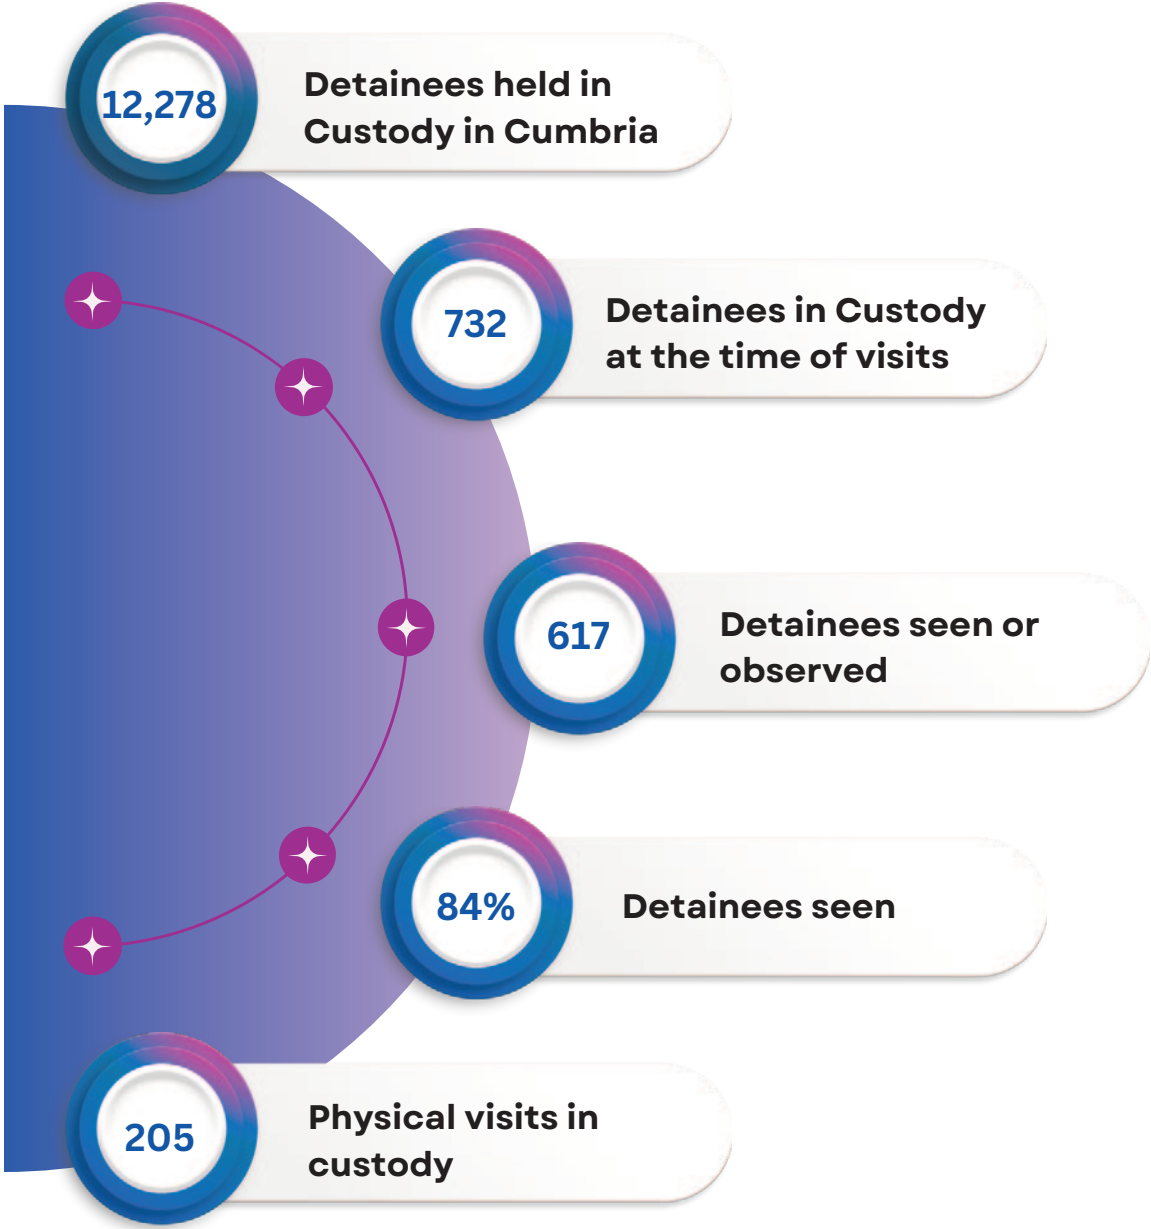 12,278
Detainees held in
Custody in Cumbria
732
Detainees in Custody
at the time of visits
617
Detainees seen or
observed
84%
Detainees seen
205
Physical visits in
custody